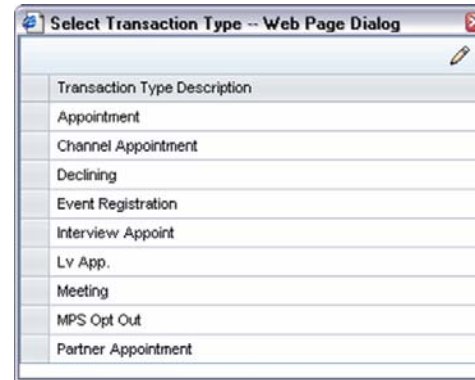 Select Transaction Type -- Web Page Dialog
Transaction Type Description
Appointment
Channel Appointment
Declining
Event Registration
Interview Appoint
Lv App.
Meeting
MPS Opt Out
Partner Appointment